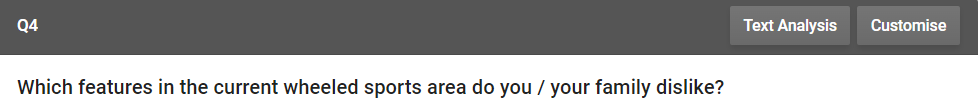 Q4
Text Analysis
Customise
Which features in the current wheeled sports area do you / your family dislike?